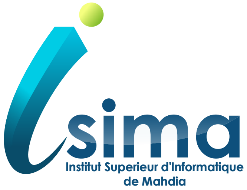 isima
Institut Superieur d'Informatique
de Mahdia